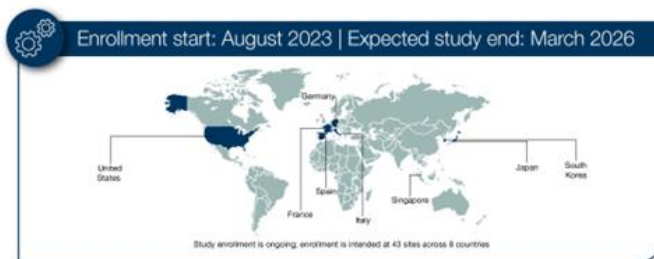 Enrollment start: August 2023 | Expected study end: March 2026
Germany
United
States
Spain
France
Italy
Singapore
Japan
South
Korea
Study enrollment is ongoing; enrollment is intended at 43 sites across 8 countries